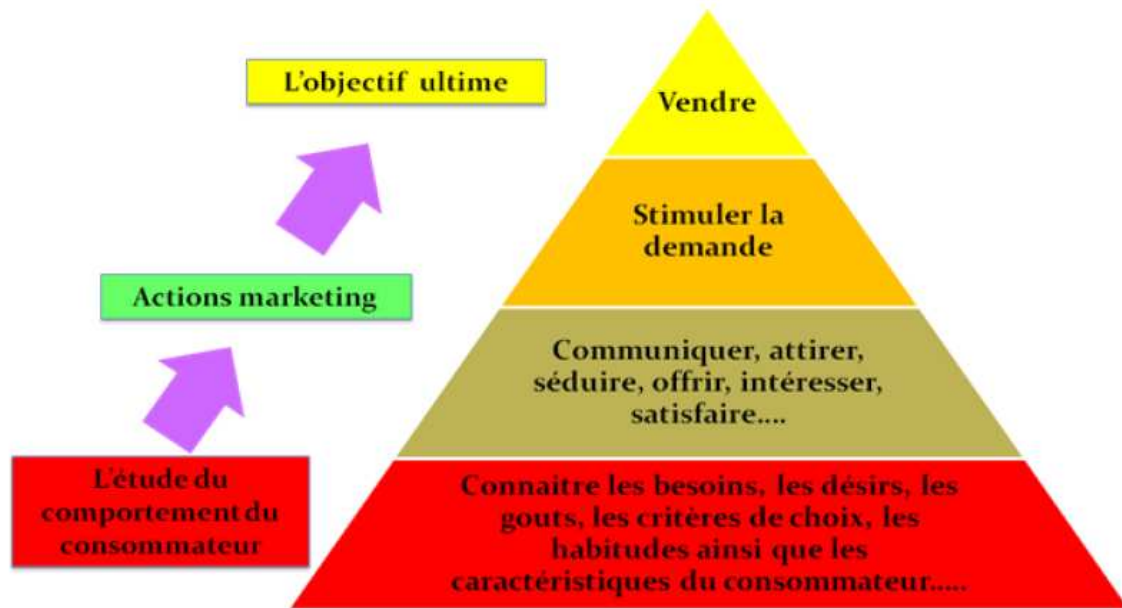 L'objectif ultime
Vendre
Stimuler la
demande
Actions marketing
Communiquer, attirer,
séduire, offrir, intéresser,
satisfaire....
L'étude du
comportement du
consommateur
Connaitre les besoins, les désirs, les
gouts, les critères de choix, les
habitudes ainsi que les
caractéristiques du consommateur.....